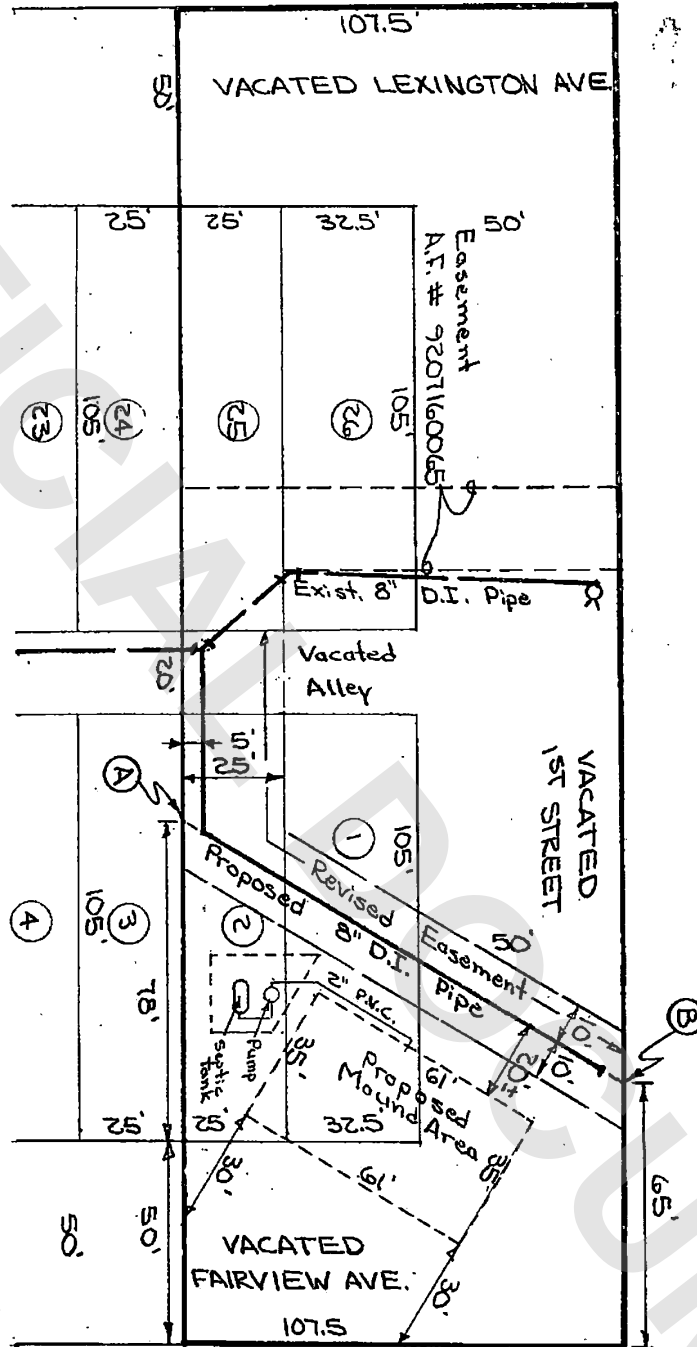 107.5'
VACATED LEXINGTON AVE.
50'
25'
25'
32.5'
50'
Easement
A.F. # 9207160065
105'
105'
23
24
25
26
Exist. 8" D.I. Pipe
20'
Vacated
Alley
VACATED
1ST STREET
5'
25'
A
1
105'
Revised Easement
50'
Proposed 8" D.I. Pipe
B
2
3
4
105'
78'
2" P.V.C.
10'
10'
20'±
Septic
tank
Pump
35'
61'
Proposed
Mound Area
35'
65'
25'
25'
32.5
30'
61'
30'
50'
50'
VACATED
FAIRVIEW AVE.
107.5
OFFICIAL DOCUMENT